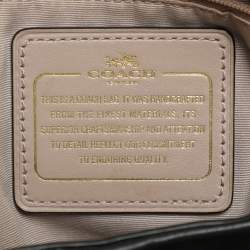 COACH
THIS IS A COACH BAG. IT WAS HANDCRAFTED
FROM THE FINEST MATERIALS. ITS
SUPERIOR CRAFTSMANSHIP AND ATTENTION
TO DETAIL REFLECT OUR COMMITMENT
TO ENDURING QUALITY.